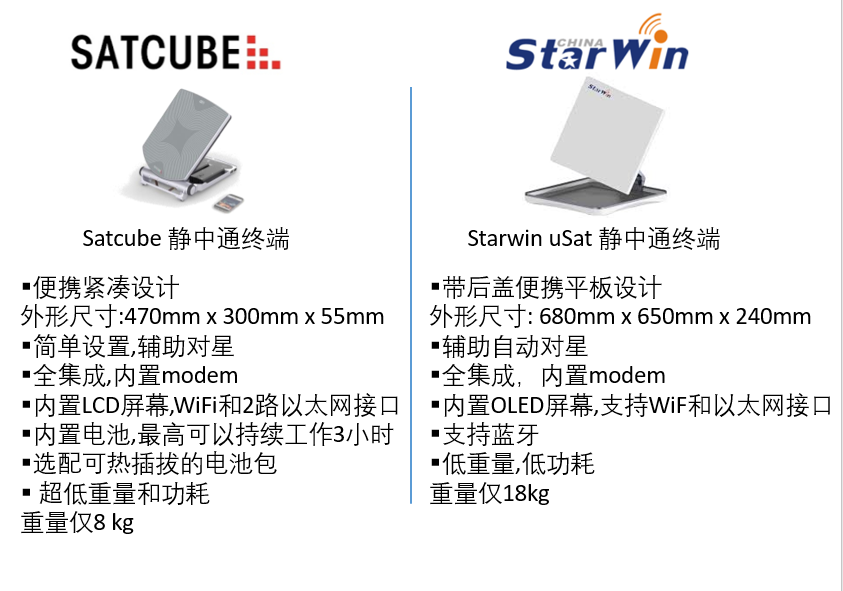 SATCUBE
Satcube 静中通终端
▪便携紧凑设计
外形尺寸:470mm x 300mm x 55mm
▪简单设置,辅助对星
▪全集成,内置modem
▪内置LCD屏幕,WiFi和2路以太网接口
▪内置电池,最高可以持续工作3小时
▪选配可热插拔的电池包
▪ 超低重量和功耗
重量仅8 kg
CHINA
StarWin
StarWin
Starwin uSat 静中通终端
▪带后盖便携平板设计
外形尺寸: 680mm x 650mm x 240mm
▪辅助自动对星
▪全集成，内置modem
▪内置OLED屏幕,支持WiF和以太网接口
▪支持蓝牙
▪低重量,低功耗
重量仅18kg